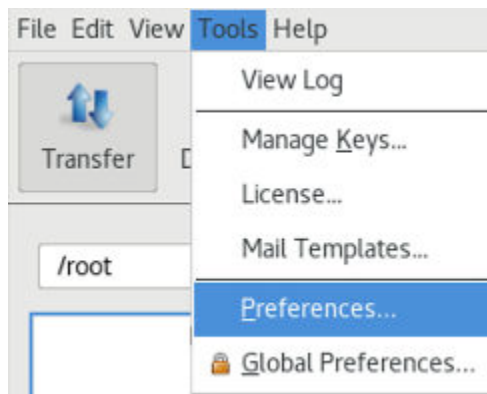 File Edit View Tools Help
View Log
Transfer
Manage Keys...
License...
Mail Templates...
/root
Preferences...
Global Preferences...